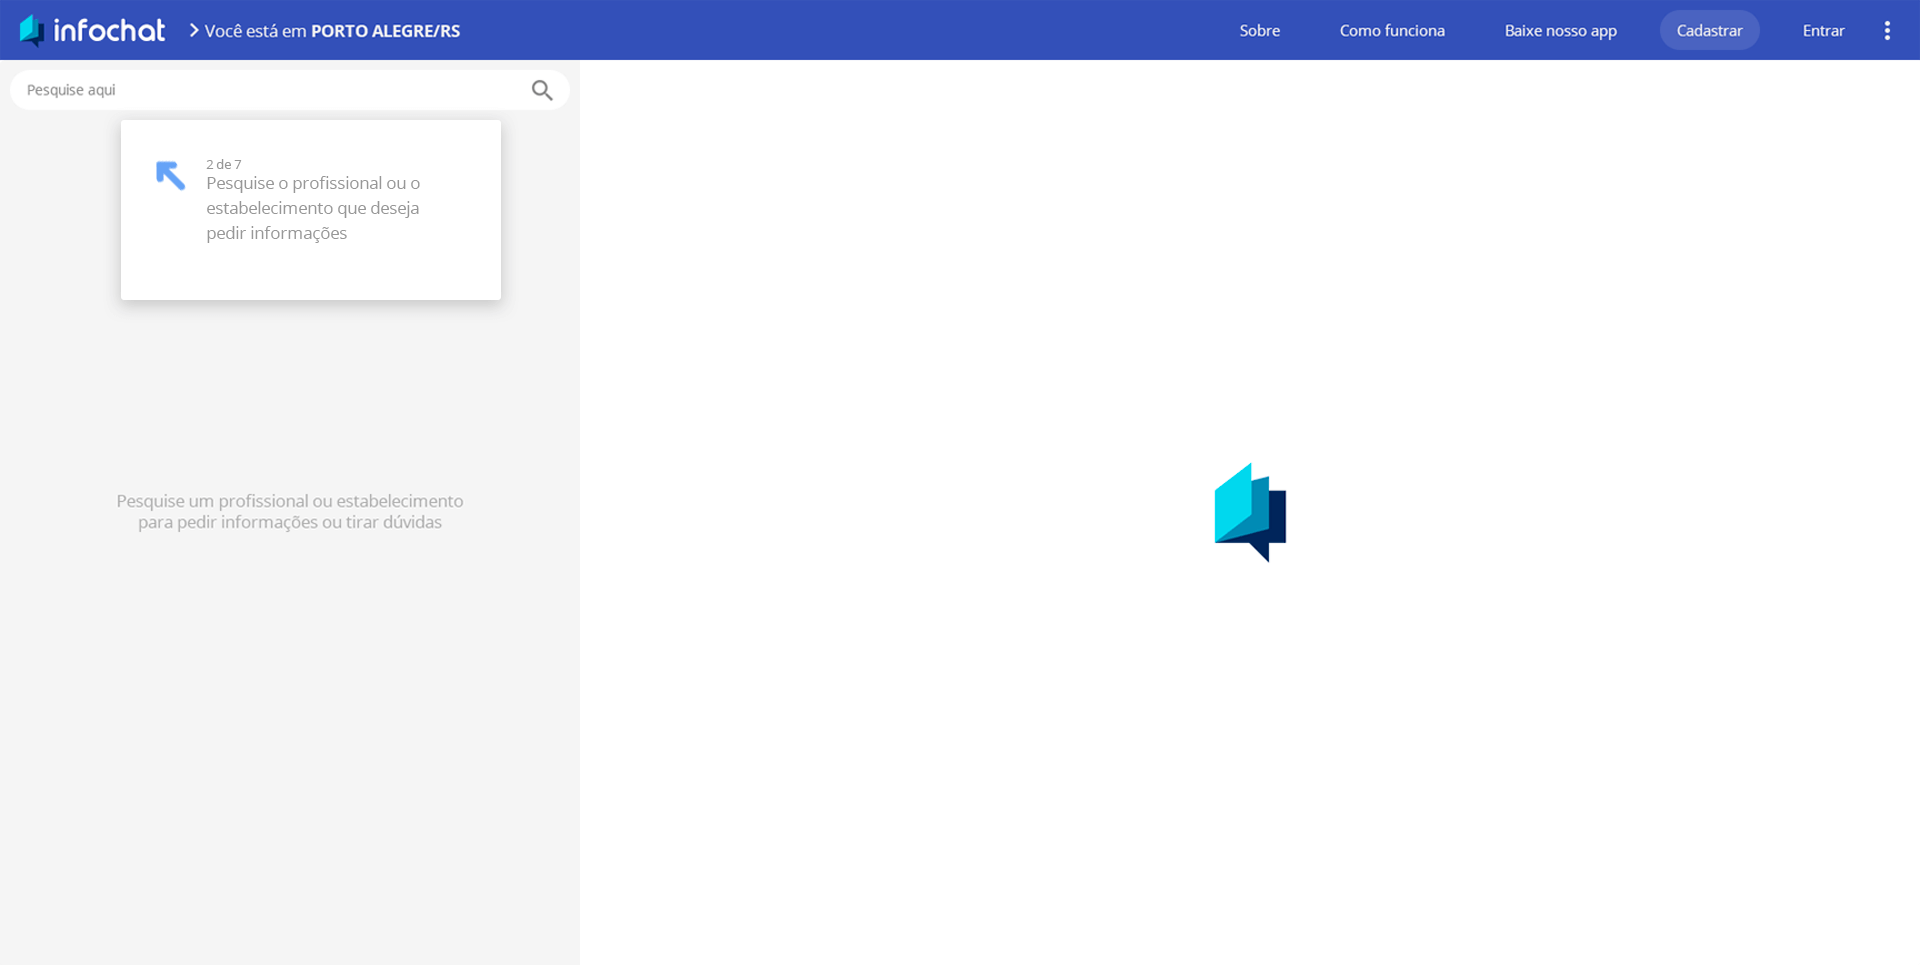 infochat
Você está em PORTO ALEGRE/RS
Sobre
Como funciona
Baixe nosso app
Cadastrar
Entrar
Pesquise aqui
2 de 7
Pesquise o profissional ou o
estabelecimento que deseja
pedir informações
Pesquise um profissional ou estabelecimento
para pedir informações ou tirar dúvidas